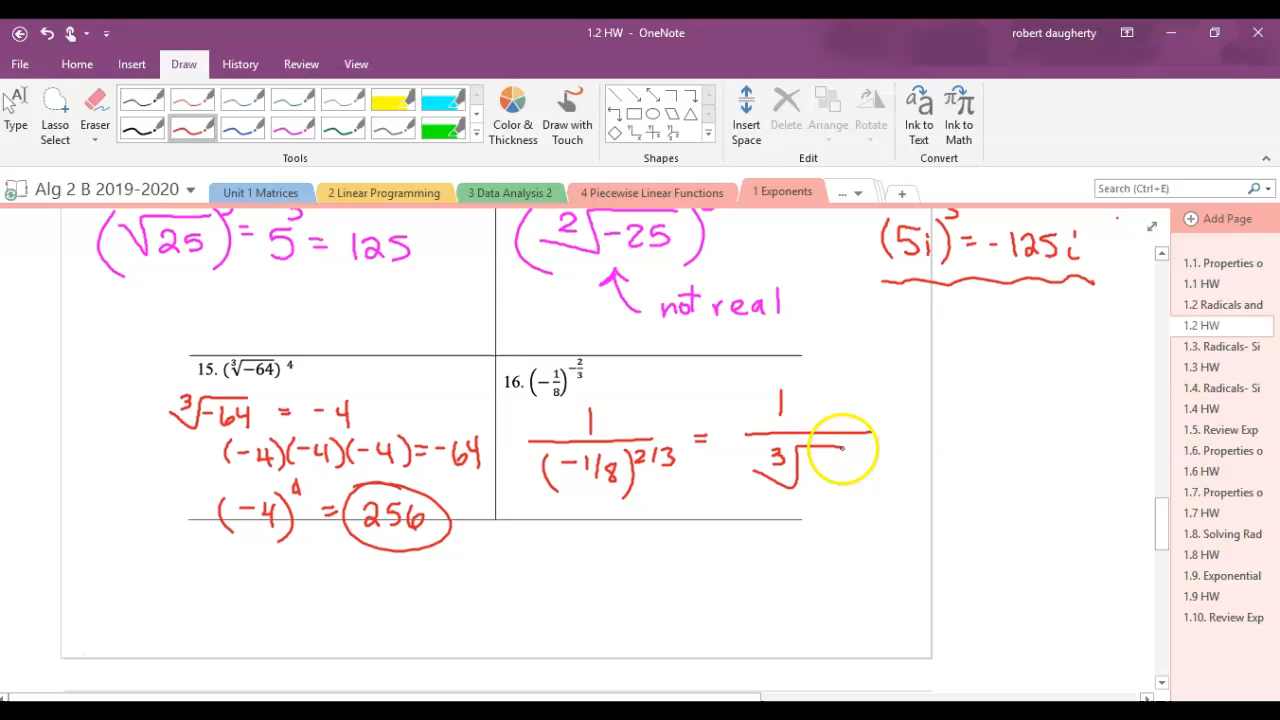 1.2 HW - OneNote
robert daugherty
File Home Insert Draw History Review View
Type
Lasso Select
Eraser
Color & Thickness
Draw with Touch
Insert Space
Delete
Arrange
Rotate
Ink to Text
Ink to Math
Tools
Shapes
Edit
Convert
Alg 2 B 2019-2020
Unit 1 Matrices
2 Linear Programming
3 Data Analysis 2
4 Piecewise Linear Functions
1 Exponents
...
Search (Ctrl+E)
Add Page
(√25)³ = 5³ = 125
(²√-25)
not real
(5i)³ = -125i
15. (∛−64) ⁴
³√-64 = -4
(-4)(-4)(-4) = -64
(-4)⁴ = 256
16. (−1/8)^(−2/3)
1/(-1/8)^(2/3) = 1/³√
1.1. Properties o
1.1 HW
1.2 Radicals and
1.2 HW
1.3. Radicals- Si
1.3 HW
1.4. Radicals- Si
1.4 HW
1.5. Review Exp
1.6. Properties o
1.6 HW
1.7. Properties o
1.7 HW
1.8. Solving Rad
1.8 HW
1.9. Exponential
1.9 HW
1.10. Review Exp